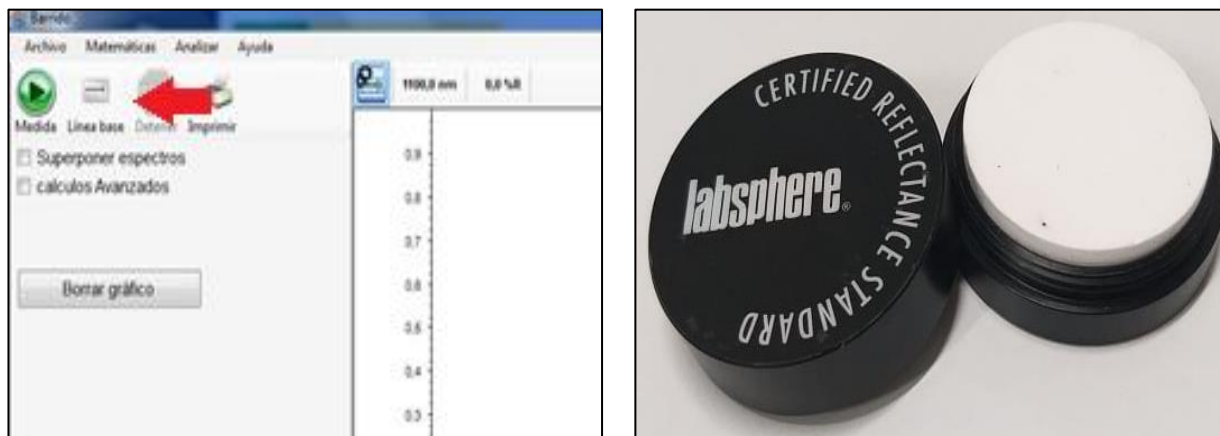 Barrido
Archivo Matemáticas Analizar Ayuda
1100,0 nm 0,0 %R
Medida Línea base Detener Imprimir
Superponer espectros
calculos Avanzados
Borrar gráfico
0,9
0,8
0,7
0,6
0,5
0,4
0,3
CERTIFIED REFLECTANCE STANDARD
labsphere®